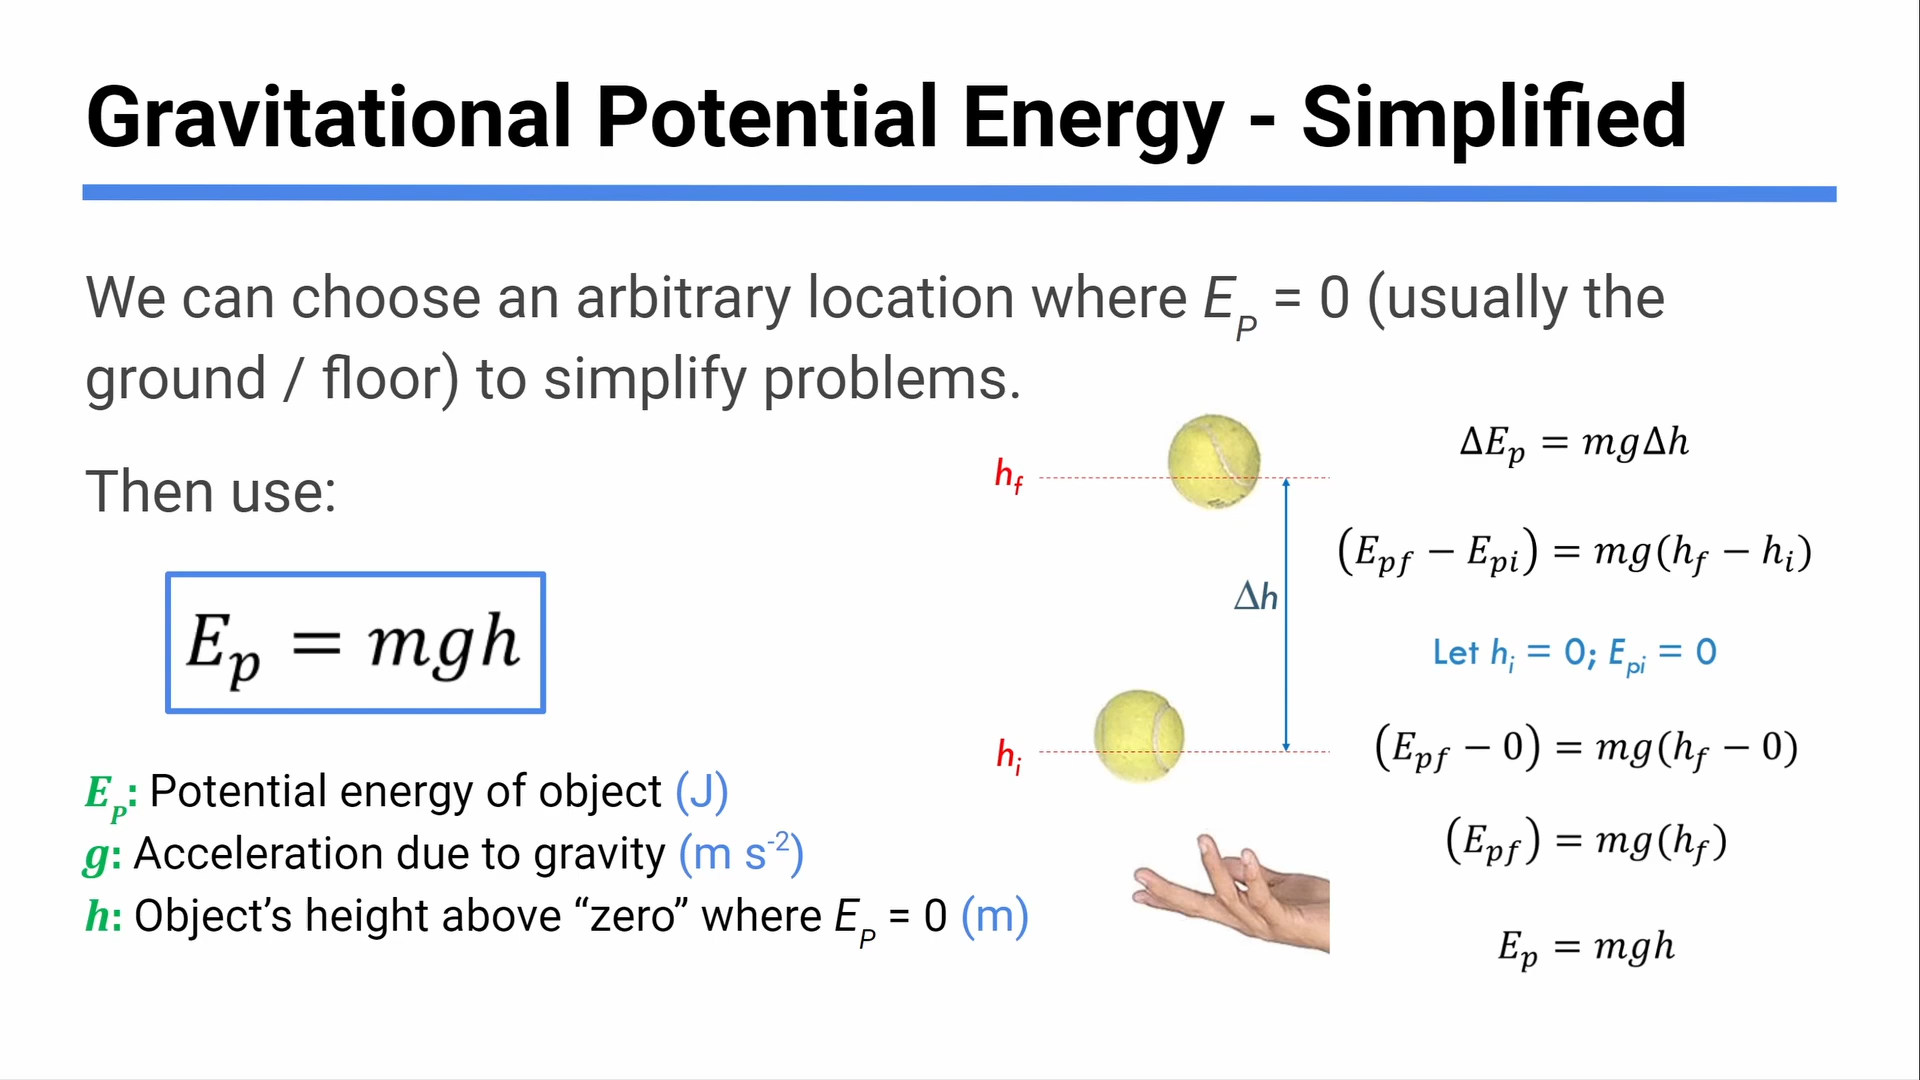 Gravitational Potential Energy - Simplified
We can choose an arbitrary location where E_P = 0 (usually the
ground / floor) to simplify problems.
Then use:
E_p = mgh
E_P: Potential energy of object (J)
g: Acceleration due to gravity (m s^-2)
h: Object’s height above “zero” where E_P = 0 (m)
h_f
Δh
h_i
ΔE_p = mgΔh
(E_pf − E_pi) = mg(h_f − h_i)
Let h_i = 0; E_pi = 0
(E_pf − 0) = mg(h_f − 0)
(E_pf) = mg(h_f)
E_p = mgh